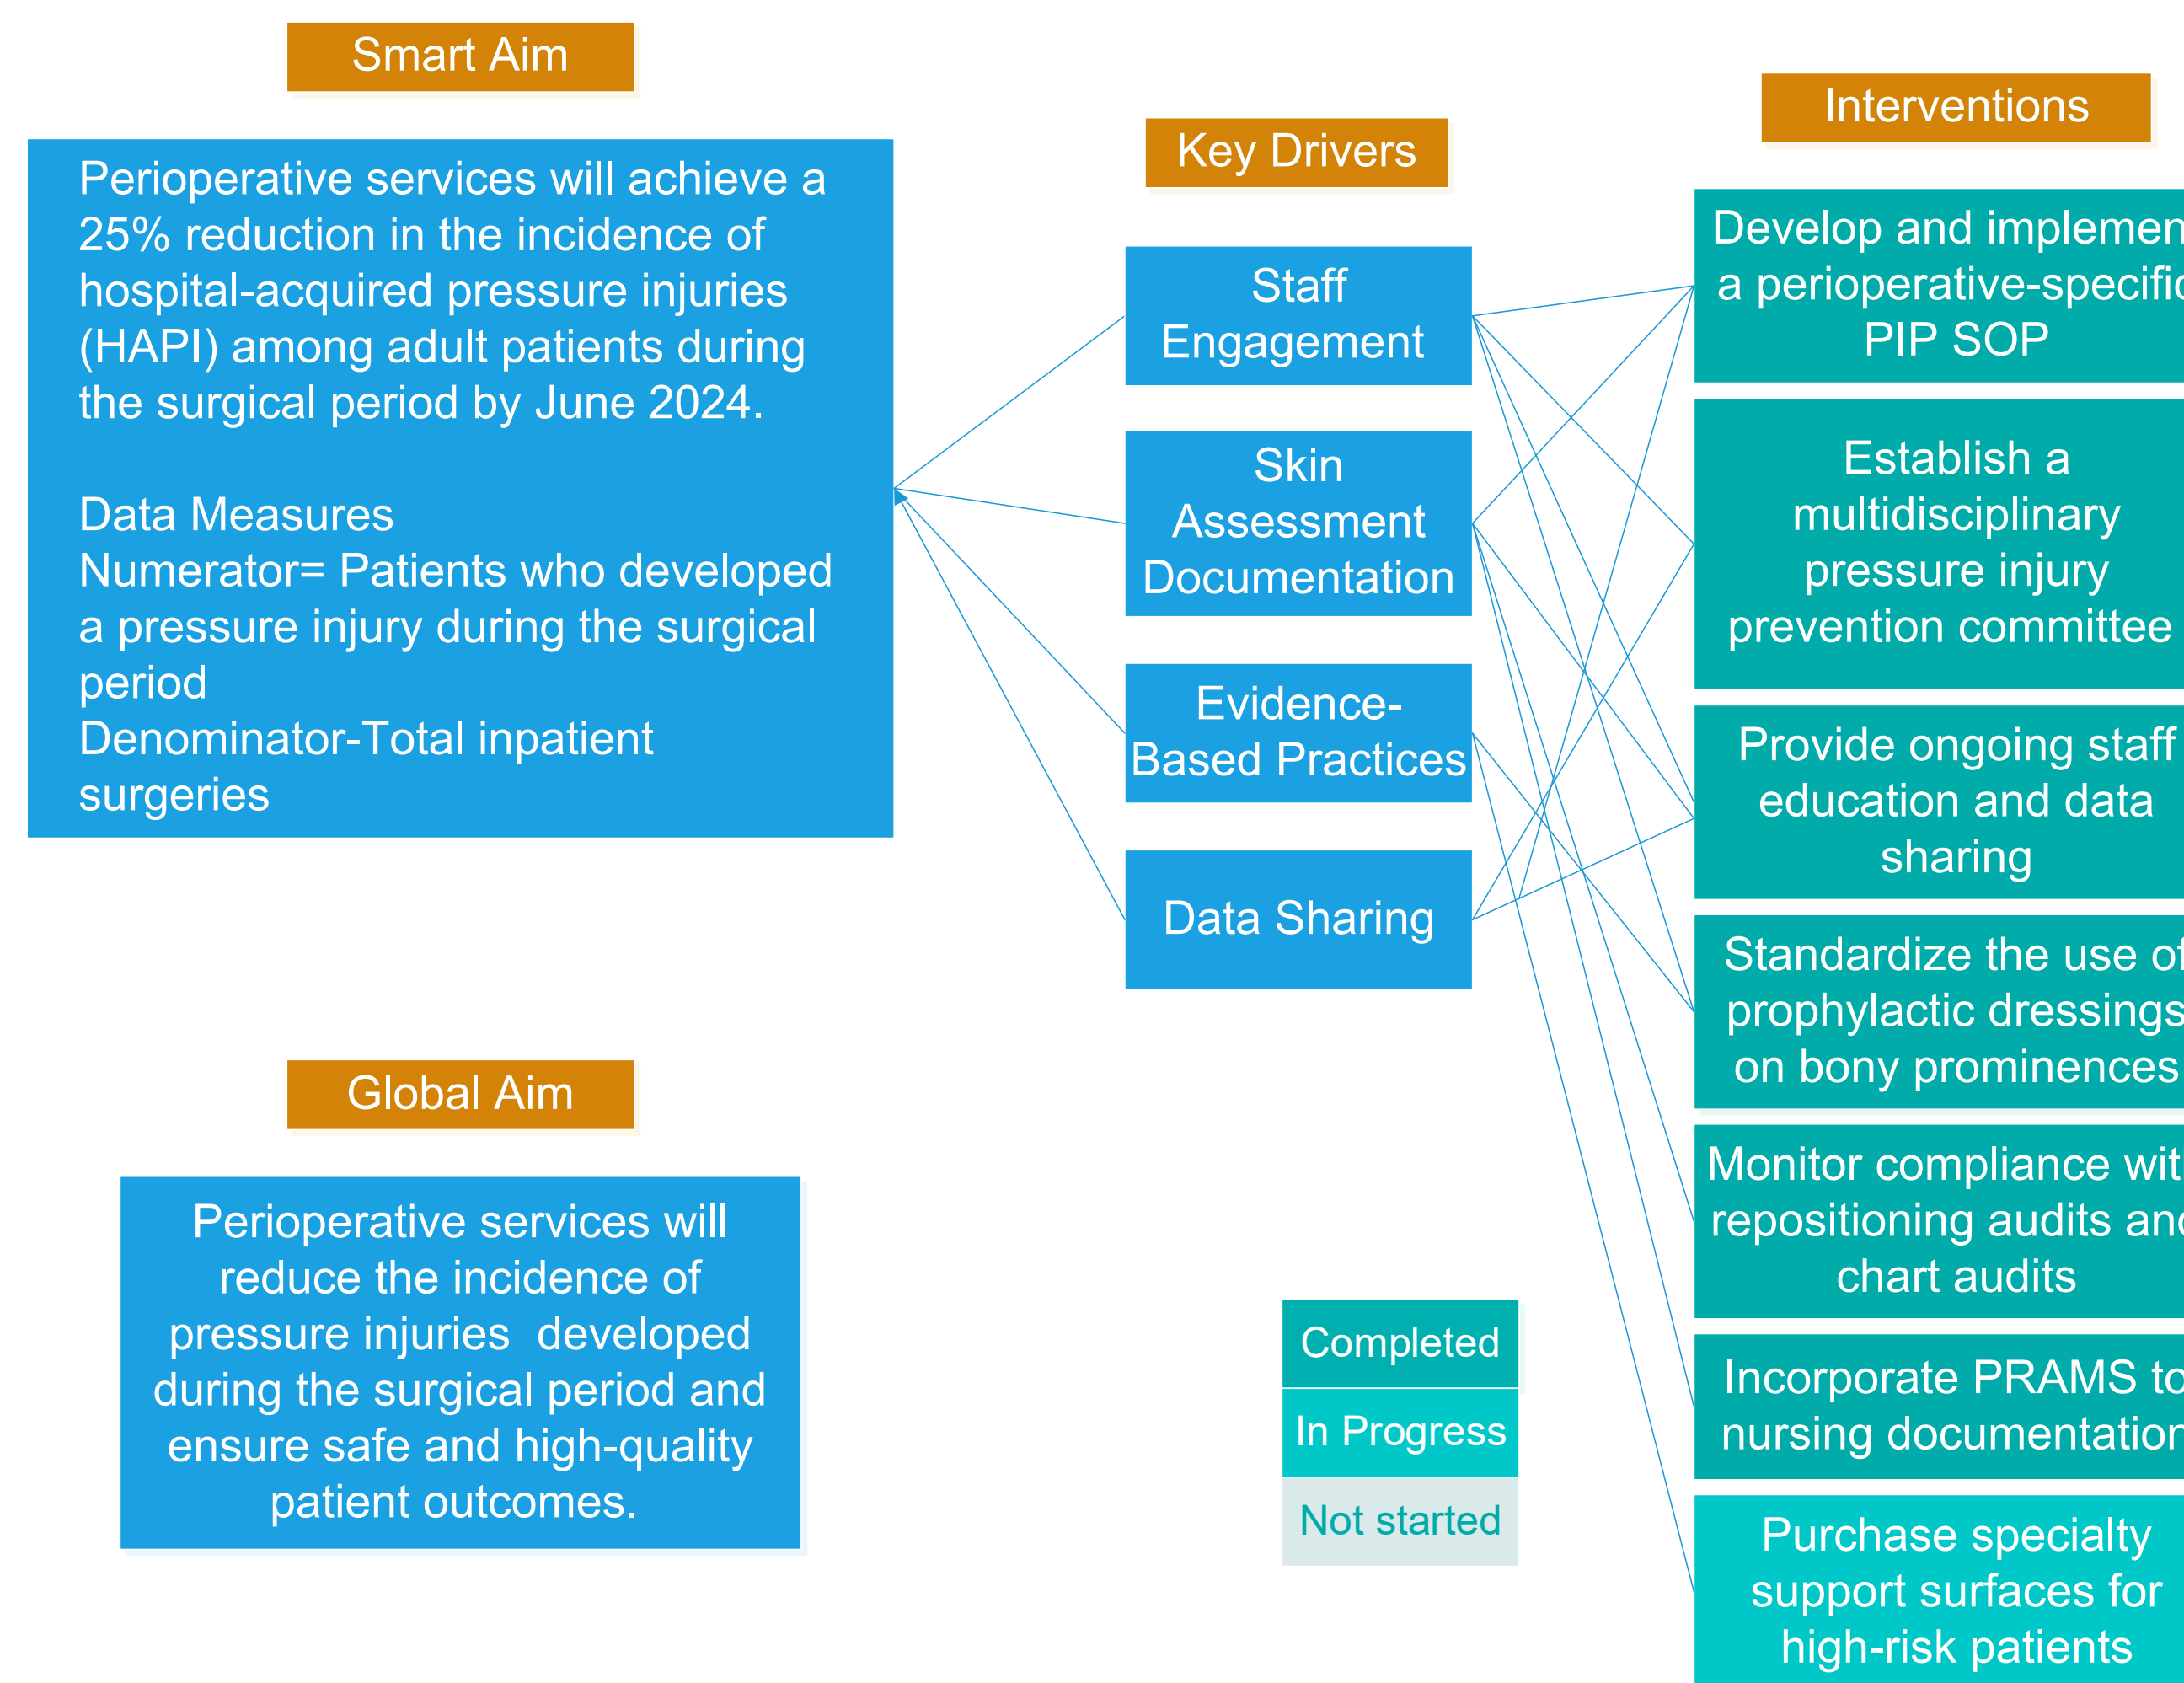 Smart Aim
Perioperative services will achieve a
25% reduction in the incidence of
hospital-acquired pressure injuries
(HAPI) among adult patients during
the surgical period by June 2024.
Data Measures
Numerator= Patients who developed
a pressure injury during the surgical
period
Denominator-Total inpatient
surgeries
Global Aim
Perioperative services will
reduce the incidence of
pressure injuries developed
during the surgical period and
ensure safe and high-quality
patient outcomes.
Key Drivers
Staff
Engagement
Skin
Assessment
Documentation
Evidence-
Based Practices
Data Sharing
Completed
In Progress
Not started
Interventions
Develop and implemen
a perioperative-specific
PIP SOP
Establish a
multidisciplinary
pressure injury
prevention committee
Provide ongoing staff
education and data
sharing
Standardize the use of
prophylactic dressings
on bony prominences
Monitor compliance wit
repositioning audits and
chart audits
Incorporate PRAMS to
nursing documentation
Purchase specialty
support surfaces for
high-risk patients